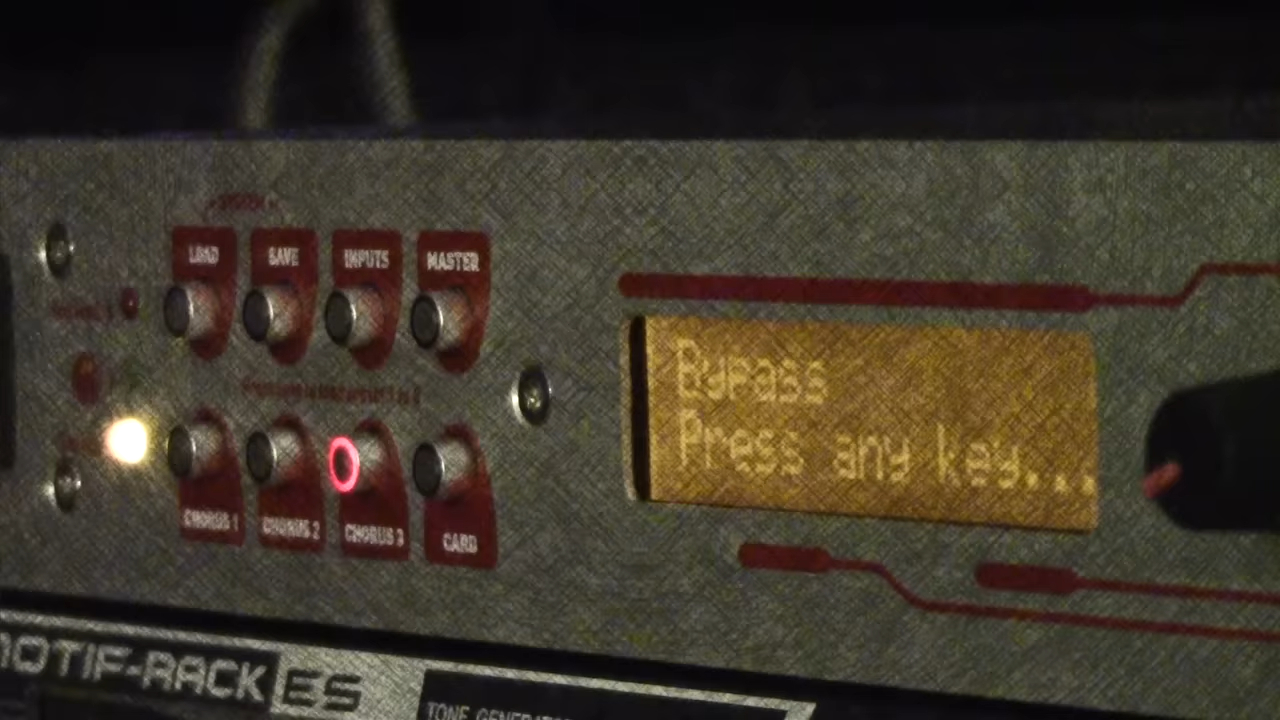 LOAD SAVE INPUTS MASTER
Bypass
Press any key...
CHORUS 1 CHORUS 2 CHORUS 3 CARD
MOTIF-RACK ES
TONE GENERATOR